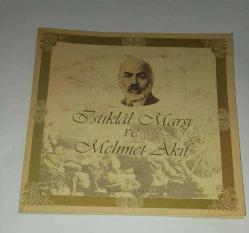 İstiklâl Marşı
ve
Mehmet Akif